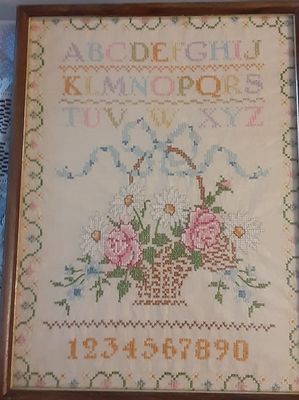 ABCDEFGHIJ
KLMNOPQRS
TUV W XYZ
1234567890